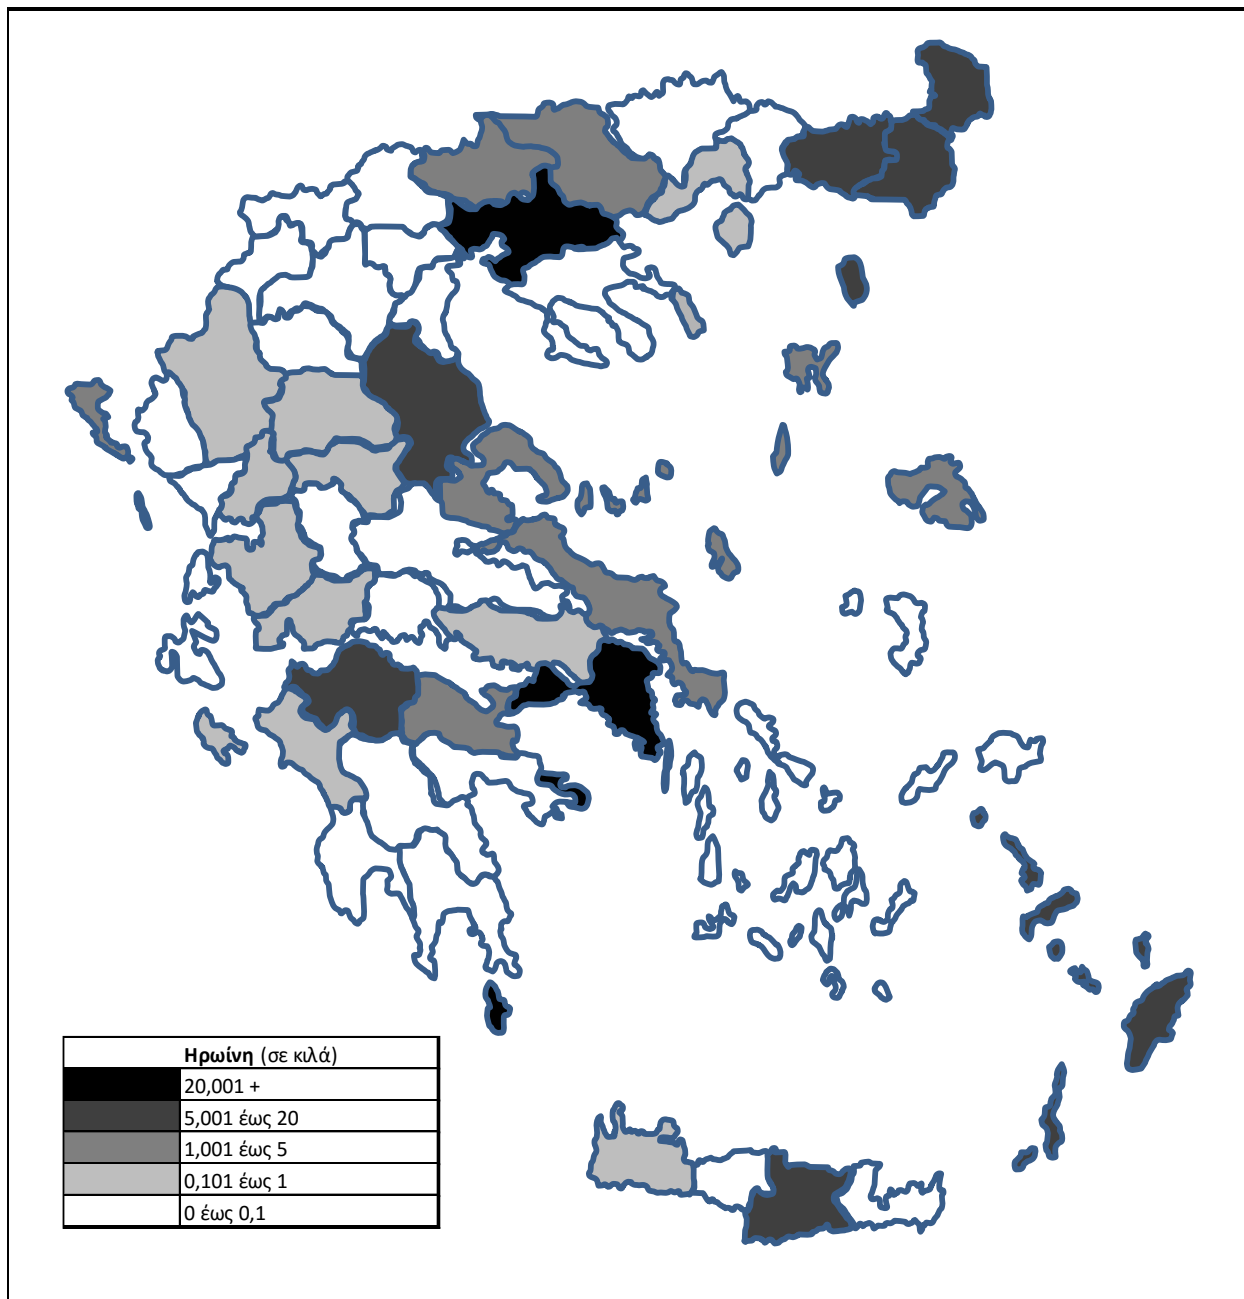 Ηρωίνη (σε κιλά)
20,001 +
5,001 έως 20
1,001 έως 5
0,101 έως 1
0 έως 0,1